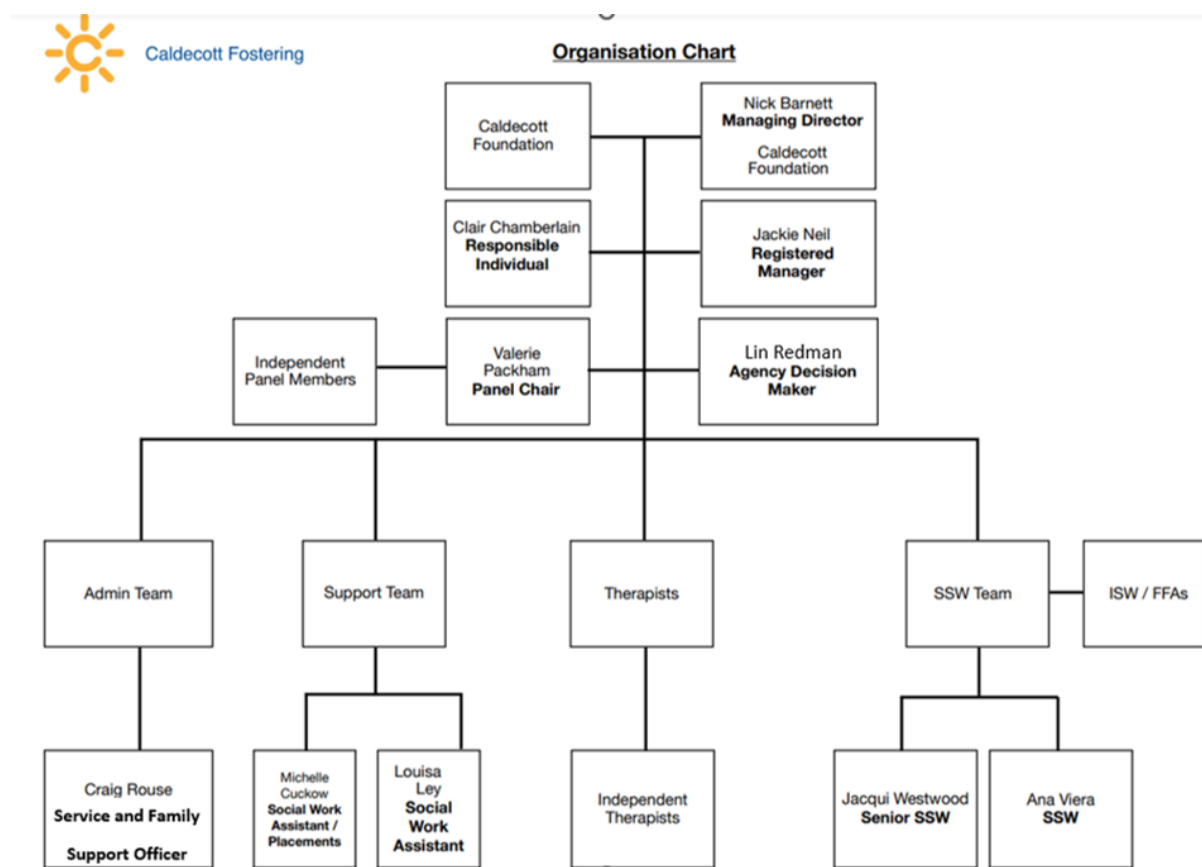 Caldecott Fostering
Organisation Chart
Caldecott
Foundation
Nick Barnett
Managing Director
Caldecott
Foundation
Clair Chamberlain
Responsible
Individual
Jackie Neil
Registered
Manager
Independent
Panel Members
Valerie
Packham
Panel Chair
Lin Redman
Agency Decision
Maker
Admin Team
Support Team
Therapists
SSW Team
ISW / FFAs
Craig Rouse
Service and Family
Support Officer
Michelle
Cuckow
Social Work
Assistant /
Placements
Louisa
Ley
Social
Work
Assistant
Independent
Therapists
Jacqui Westwood
Senior SSW
Ana Viera
SSW